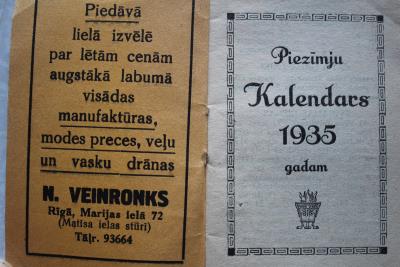 Piedāvā
lielā izvēlē
par lētām cenām
augstākā labumā
visādas
manufaktūras,
modes preces, veļu
un vasku drānas
N. VEINRONKS
Rīgā, Marijas ielā 72
(Matīsa ielas stūrī)
Tāļr. 93664
Piezīmju
Kalendars
1935
gadam